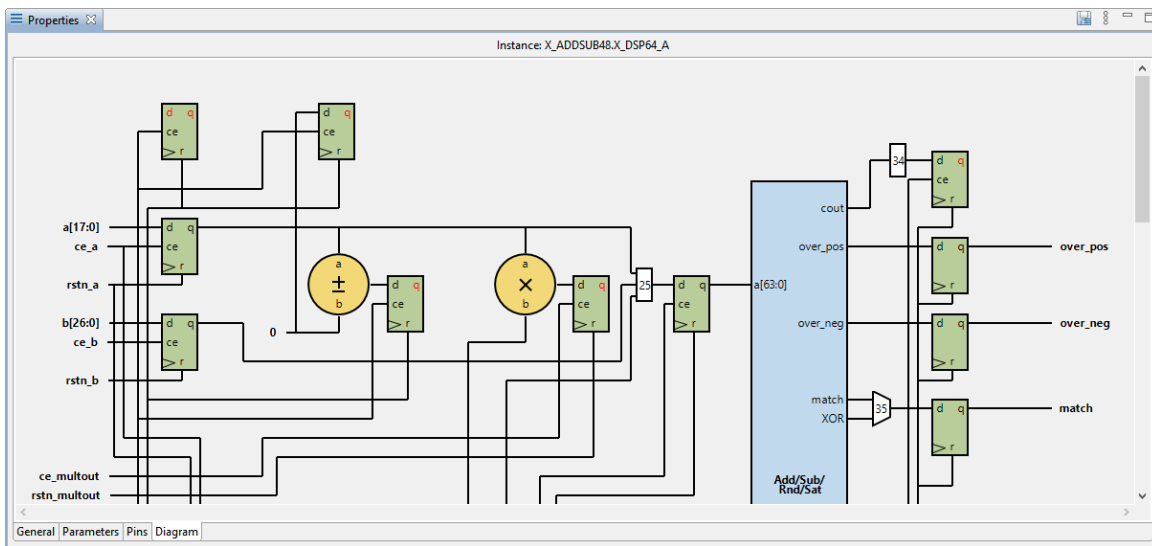 Properties
Instance: X_ADDSUB48.X_DSP64_A
d q
ce
r
d q
ce
r
34
d q
ce
r
cout
a[17:0]
d q
ce_a
ce
r
rstn_a
over_pos
d q
r
over_pos
a
±
b
d q
ce
r
a
×
b
d q
ce
r
25
d q
ce
r
a[63:0]
b[26:0]
d q
0
ce_b
ce
r
rstn_b
over_neg
d q
r
over_neg
match
XOR
35
d q
r
match
ce_multout
rstn_multout
Add/Sub/
Rnd/Sat
General Parameters Pins Diagram